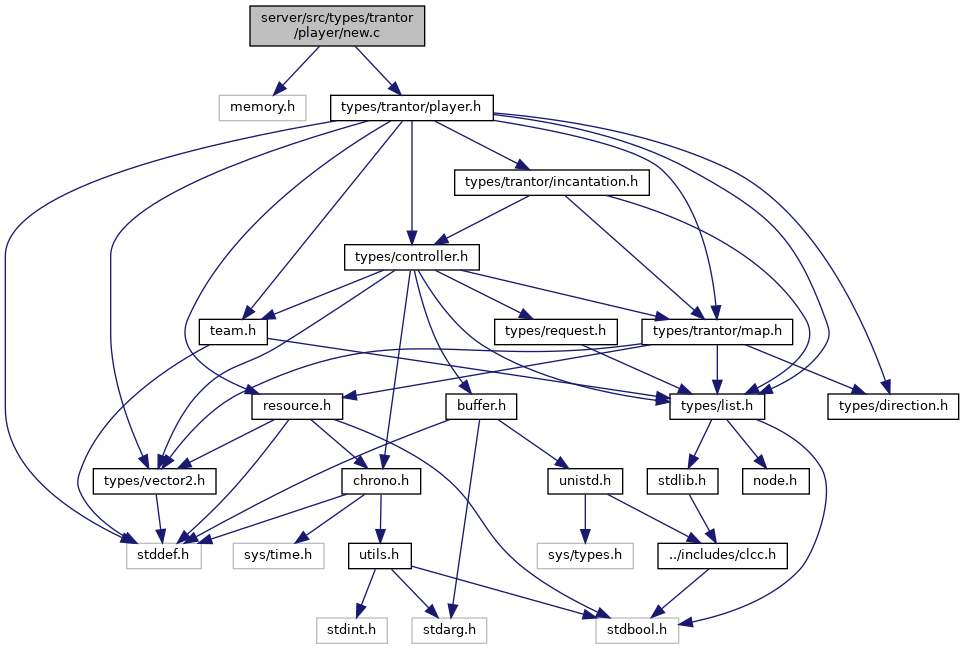 server/src/types/trantor
/player/new.c
memory.h
types/trantor/player.h
types/trantor/incantation.h
types/controller.h
team.h
types/request.h
types/trantor/map.h
resource.h
buffer.h
types/list.h
types/direction.h
types/vector2.h
chrono.h
unistd.h
stdlib.h
node.h
stddef.h
sys/time.h
utils.h
sys/types.h
../includes/clcc.h
stdint.h
stdarg.h
stdbool.h